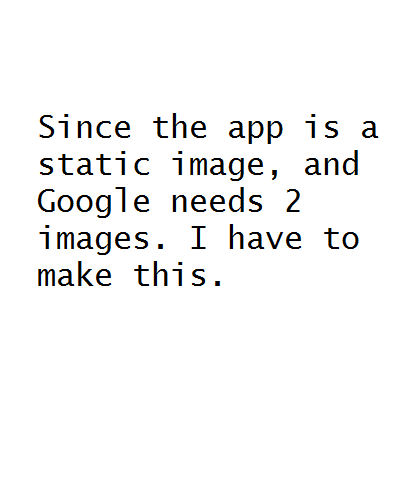 Since the app is a
static image, and
Google needs 2
images. I have to
make this.